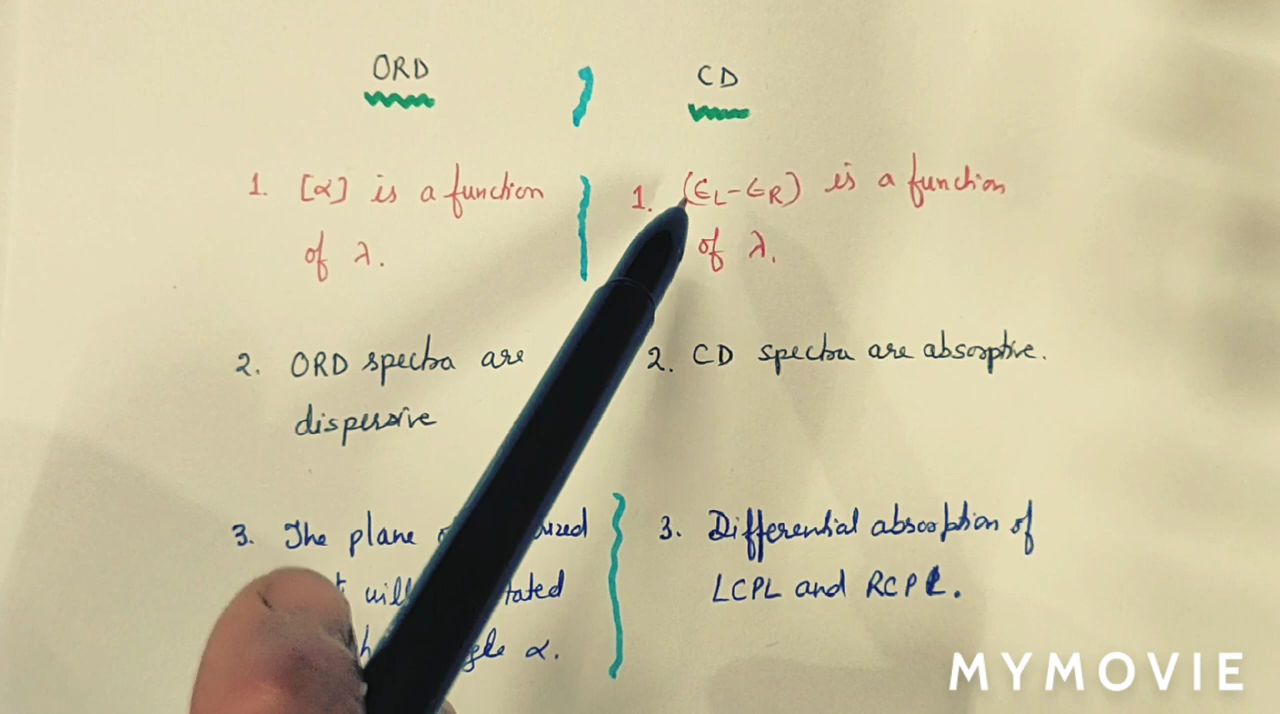 ORD
CD
1. [α] is a function
of λ.
1. (ϵL-ϵR) is a function
of λ.
2. ORD spectra are
dispersive
2. CD spectra are absorptive.
3. The plane
will
α.
3. Differential absorption of
LCPL and RCPL.
MYMOVIE